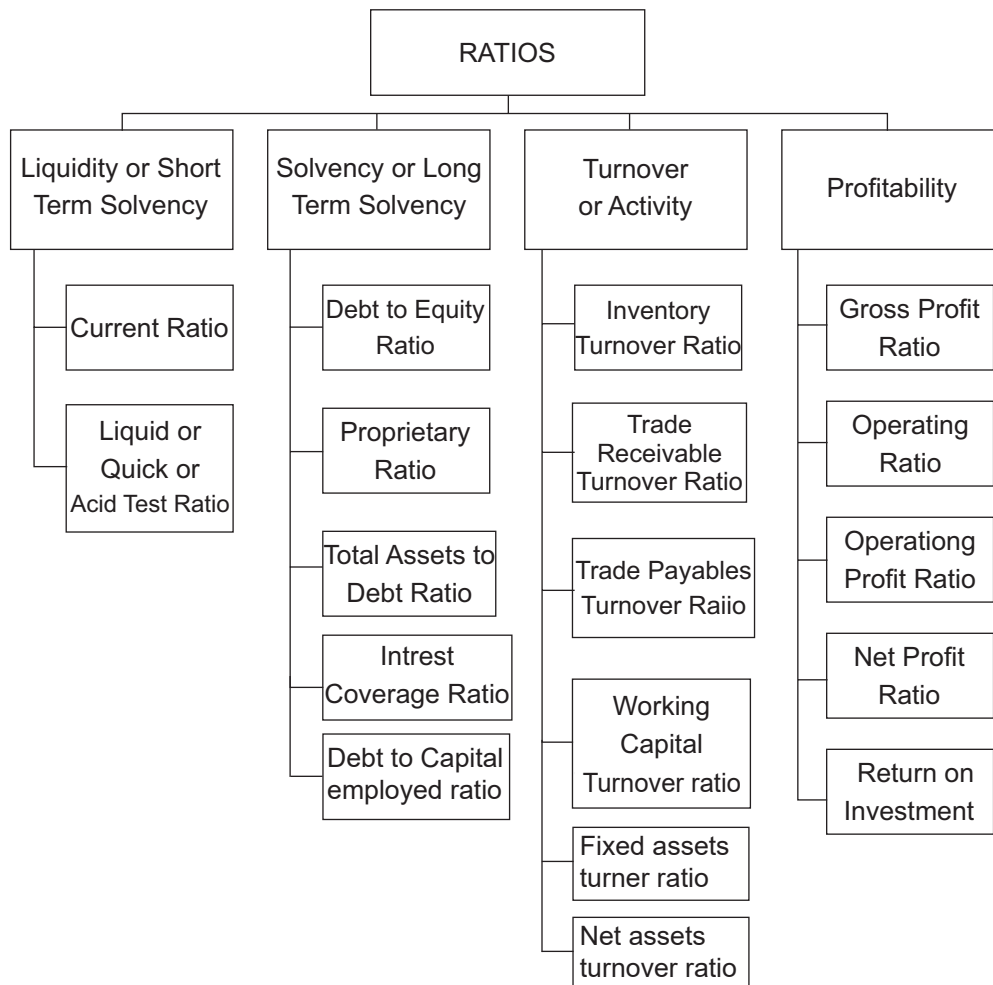 RATIOS
Liquidity or Short
Term Solvency
Current Ratio
Liquid or
Quick or
Acid Test Ratio
Solvency or Long
Term Solvency
Debt to Equity
Ratio
Proprietary
Ratio
Total Assets to
Debt Ratio
Intrest
Coverage Ratio
Debt to Capital
employed ratio
Turnover
or Activity
Inventory
Turnover Ratio
Trade
Receivable
Turnover Ratio
Trade Payables
Turnover Raiio
Working
Capital
Turnover ratio
Fixed assets
turner ratio
Net assets
turnover ratio
Profitability
Gross Profit
Ratio
Operating
Ratio
Operationg
Profit Ratio
Net Profit
Ratio
Return on
Investment